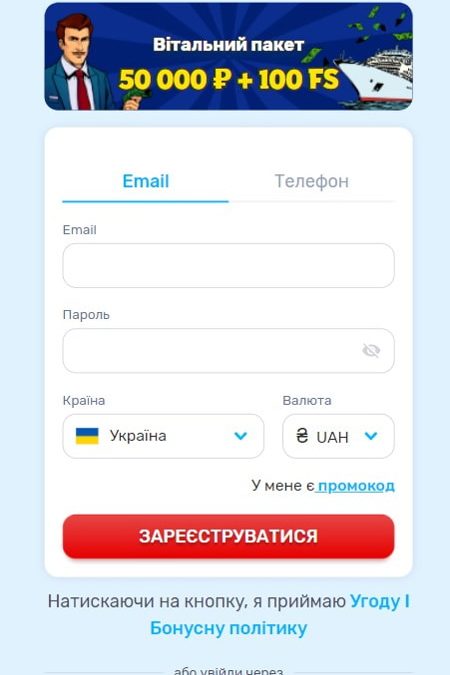 Вітальний пакет
50 000 ₽ + 100 FS
Email
Телефон
Email
Пароль
Країна
Валюта
Україна
₴ UAH
У мене є промокод
ЗАРЕЄСТРУВАТИСЯ
Натискаючи на кнопку, я приймаю Угоду І
Бонусну політику
або увійди через